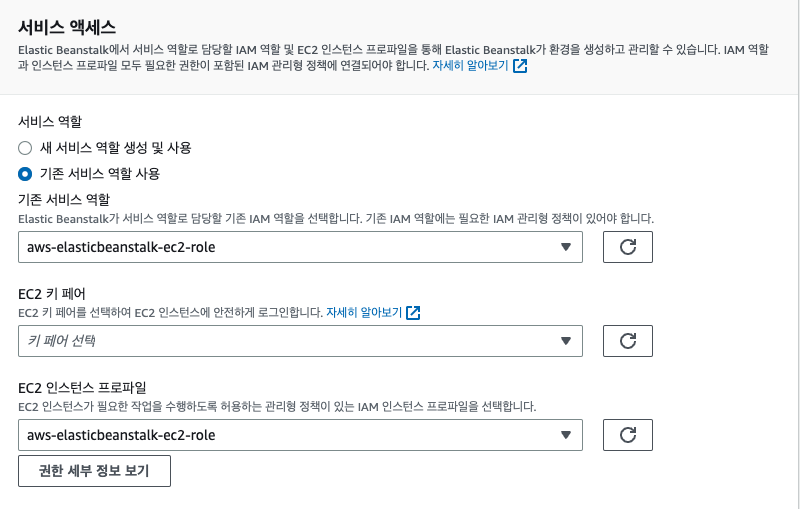 서비스 액세스
Elastic Beanstalk에서 서비스 역할로 담당할 IAM 역할 및 EC2 인스턴스 프로파일을 통해 Elastic Beanstalk가 환경을 생성하고 관리할 수 있습니다. IAM 역할
과 인스턴스 프로파일 모두 필요한 권한이 포함된 IAM 관리형 정책에 연결되어야 합니다. 자세히 알아보기
서비스 역할
새 서비스 역할 생성 및 사용
기존 서비스 역할 사용
기존 서비스 역할
Elastic Beanstalk가 서비스 역할로 담당할 기존 IAM 역할을 선택합니다. 기존 IAM 역할에는 필요한 IAM 관리형 정책이 있어야 합니다.
aws-elasticbeanstalk-ec2-role
EC2 키 페어
EC2 키 페어를 선택하여 EC2 인스턴스에 안전하게 로그인합니다. 자세히 알아보기
키 페어 선택
EC2 인스턴스 프로파일
EC2 인스턴스가 필요한 작업을 수행하도록 허용하는 관리형 정책이 있는 IAM 인스턴스 프로파일을 선택합니다.
aws-elasticbeanstalk-ec2-role
권한 세부 정보 보기